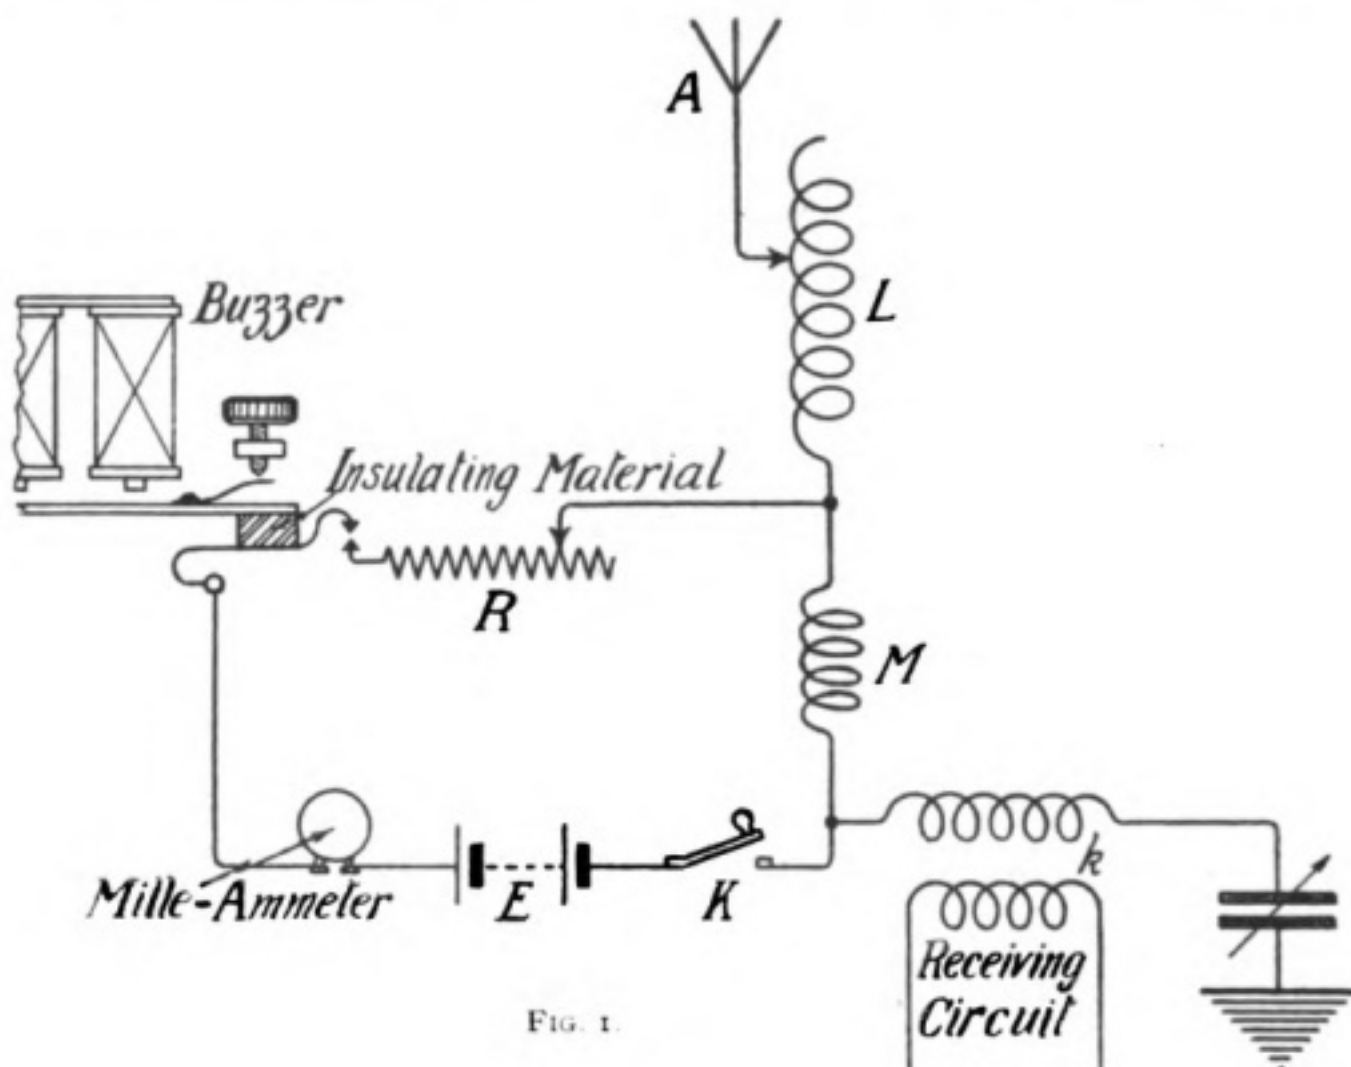 A
L
Buzzer
Insulating Material
R
M
Mille-Ammeter
E
K
k
Receiving
Circuit
FIG. 1.